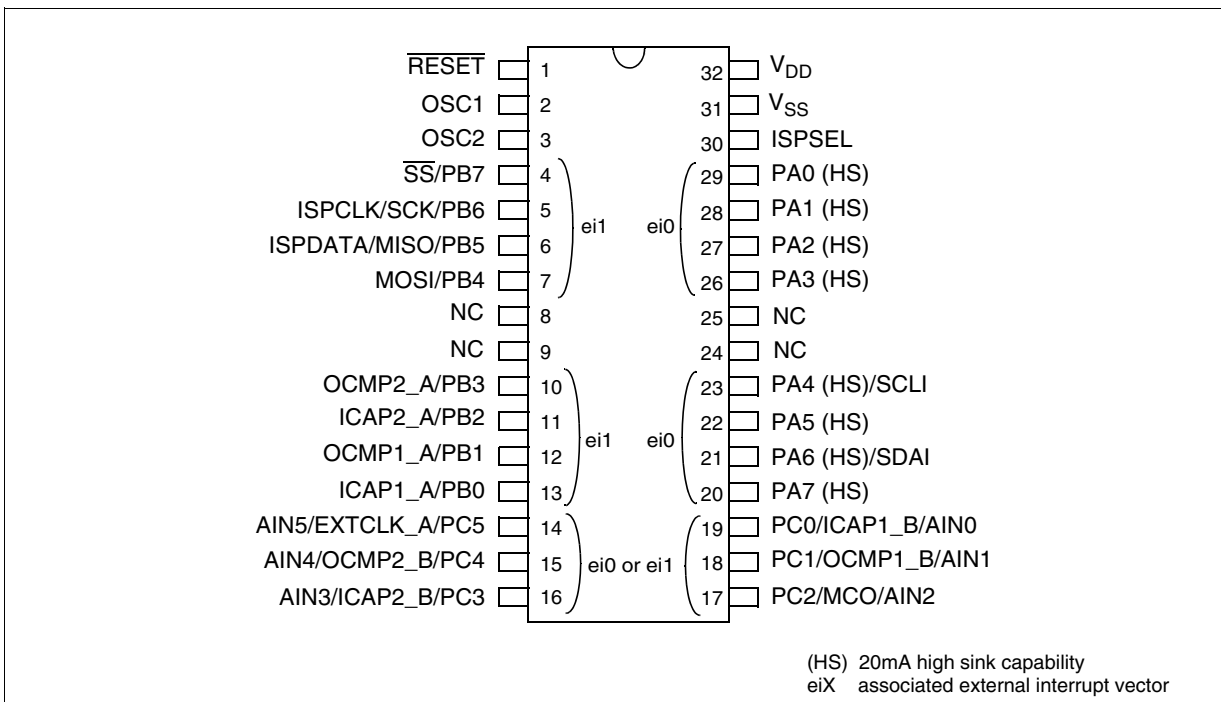 RESET 1 32 VDD
OSC1 2 31 VSS
OSC2 3 30 ISPSEL
SS/PB7 4 29 PA0 (HS)
ISPCLK/SCK/PB6 5 28 PA1 (HS)
ei1 ei0
ISPDATA/MISO/PB5 6 27 PA2 (HS)
MOSI/PB4 7 26 PA3 (HS)
NC 8 25 NC
NC 9 24 NC
OCMP2_A/PB3 10 23 PA4 (HS)/SCLI
ICAP2_A/PB2 11 22 PA5 (HS)
ei1 ei0
OCMP1_A/PB1 12 21 PA6 (HS)/SDAI
ICAP1_A/PB0 13 20 PA7 (HS)
AIN5/EXTCLK_A/PC5 14 19 PC0/ICAP1_B/AIN0
AIN4/OCMP2_B/PC4 15 ei0 or ei1 18 PC1/OCMP1_B/AIN1
AIN3/ICAP2_B/PC3 16 17 PC2/MCO/AIN2
(HS) 20mA high sink capability
eiX associated external interrupt vector